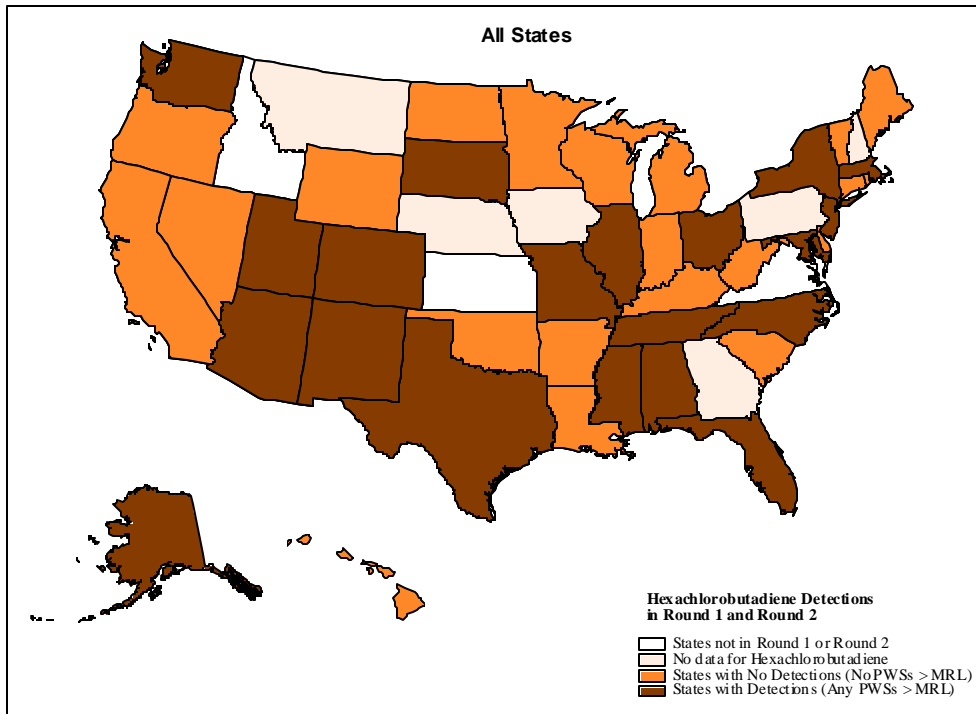 All States
Hexachlorobutadiene Detections
in Round 1 and Round 2
States not in Round 1 or Round 2
No data for Hexachlorobutadiene
States with No Detections (No PWSs > MRL)
States with Detections (Any PWSs > MRL)